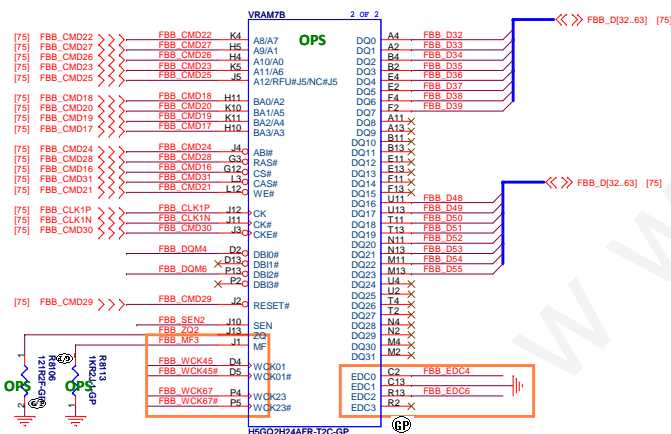 VRAM7B
2 OF 2
OPS
[75] FBB_CMD22 FBB_CMD22 K4 A8/A7
[75] FBB_CMD27 FBB_CMD27 H5 A9/A1
[75] FBB_CMD26 FBB_CMD26 H4 A10/A0
[75] FBB_CMD23 FBB_CMD23 K5 A11/A6
[75] FBB_CMD25 FBB_CMD25 J5 A12/RFU#J5/NC#J5
[75] FBB_CMD18 FBB_CMD18 H11 BA0/A2
[75] FBB_CMD20 FBB_CMD20 K10 BA1/A5
[75] FBB_CMD19 FBB_CMD19 K11 BA2/A4
[75] FBB_CMD17 FBB_CMD17 H10 BA3/A3
[75] FBB_CMD24 FBB_CMD24 J4 ABI#
[75] FBB_CMD28 FBB_CMD28 G3 RAS#
[75] FBB_CMD16 FBB_CMD16 G12 CS#
[75] FBB_CMD31 FBB_CMD31 L3 CAS#
[75] FBB_CMD21 FBB_CMD21 L12 WE#
[75] FBB_CLK1P FBB_CLK1P J12 CK
[75] FBB_CLK1N FBB_CLK1N J11 CK#
[75] FBB_CMD30 FBB_CMD30 J3 CKE#
FBB_DQM4 D2 DBI0#
D13 DBI1#
FBB_DQM6 P13 DBI2#
P2 DBI3#
[75] FBB_CMD29 FBB_CMD29 J2 RESET#
FBB_SEN2 J10 SEN
FBB_ZQ2 J13 ZQ
FBB_MF3 J1 MF
FBB_WCK45 D4 WCK01
FBB_WCK45# D5 WCK01#
FBB_WCK67 P4 WCK23
FBB_WCK67# P5 WCK23#
DQ0 A4 FBB_D32
DQ1 A2 FBB_D33
DQ2 B4 FBB_D34
DQ3 B2 FBB_D35
DQ4 E4 FBB_D36
DQ5 E2 FBB_D37
DQ6 F4 FBB_D38
DQ7 F2 FBB_D39
DQ8 A11
DQ9 A13
DQ10 B11
DQ11 B13
DQ12 E11
DQ13 E13
DQ14 F11
DQ15 F13
DQ16 U11 FBB_D48
DQ17 U13 FBB_D49
DQ18 T11 FBB_D50
DQ19 T13 FBB_D51
DQ20 N11 FBB_D52
DQ21 N13 FBB_D53
DQ22 M11 FBB_D54
DQ23 M13 FBB_D55
DQ24 U4
DQ25 U2
DQ26 T4
DQ27 T2
DQ28 N4
DQ29 N2
DQ30 M4
DQ31 M2
EDC0 C2 FBB_EDC4
EDC1 C13
EDC2 R13 FBB_EDC6
EDC3 R2
FBB_D[32..63] [75]
FBB_D[32..63] [75]
1
2
R8106
121R2F-GP
OPS
1
2
R8113
1KR2J-1-GP
OPS
H5GQ2H24AFR-T2C-GP
GP
W W